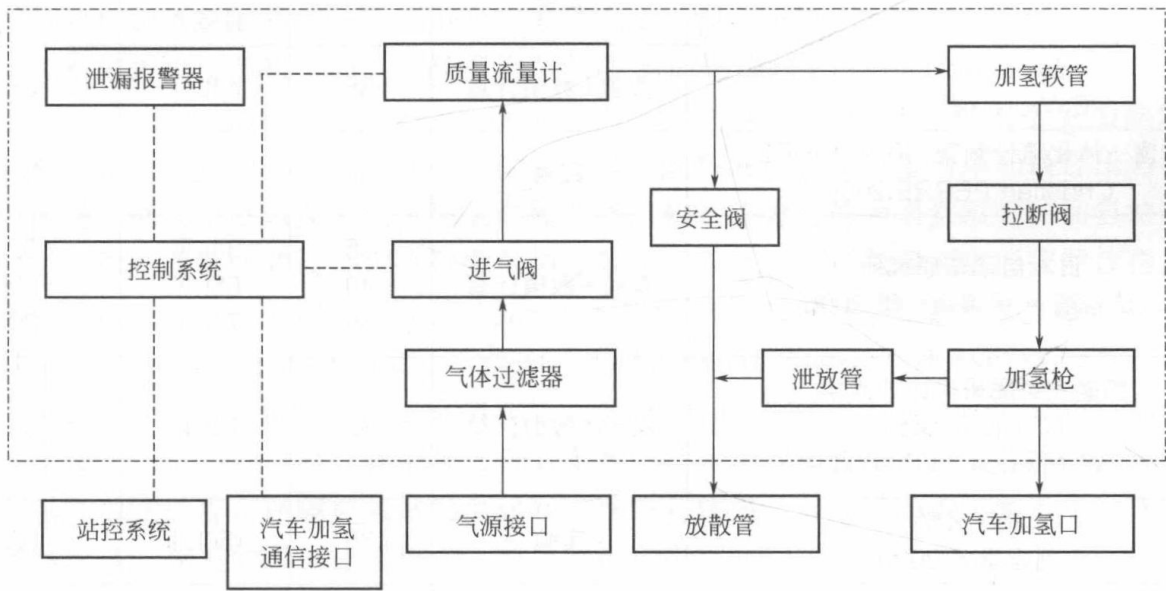 泄漏报警器
质量流量计
加氢软管
安全阀
拉断阀
控制系统
进气阀
气体过滤器
泄放管
加氢枪
站控系统
汽车加氢
通信接口
气源接口
放散管
汽车加氢口